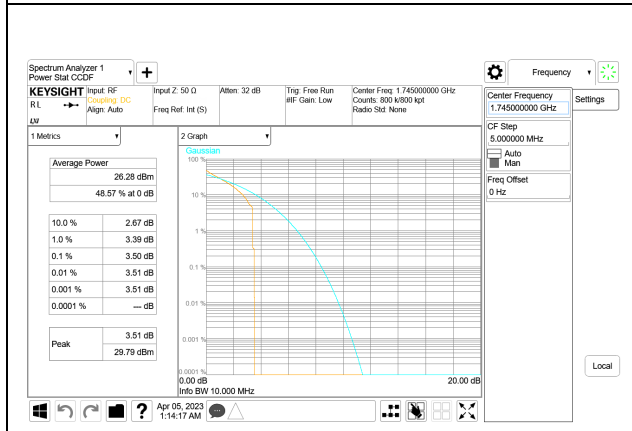 Spectrum Analyzer 1
Power Stat CCDF
+
Frequency
KEYSIGHT
R L
LXI
Input: RF
Coupling: DC
Align: Auto
Input Z: 50 Ω
Freq Ref: Int (S)
Atten: 32 dB
Trig: Free Run
#IF Gain: Low
Center Freq: 1.745000000 GHz
Counts: 800 k/800 kpt
Radio Std: None
Center Frequency
1.745000000 GHz
Settings
CF Step
5.000000 MHz
Auto
Man
Freq Offset
0 Hz
Local
1 Metrics
Average Power
26.28 dBm
48.57 % at 0 dB
10.0 % 2.67 dB
1.0 % 3.39 dB
0.1 % 3.50 dB
0.01 % 3.51 dB
0.001 % 3.51 dB
0.0001 % --- dB
Peak
3.51 dB
29.79 dBm
2 Graph
Gaussian
100 %
10 %
1 %
0.1 %
0.01 %
0.001 %
0.0001 %
0.00 dB 20.00 dB
Info BW 10.000 MHz
? Apr 05, 2023
1:14:17 AM